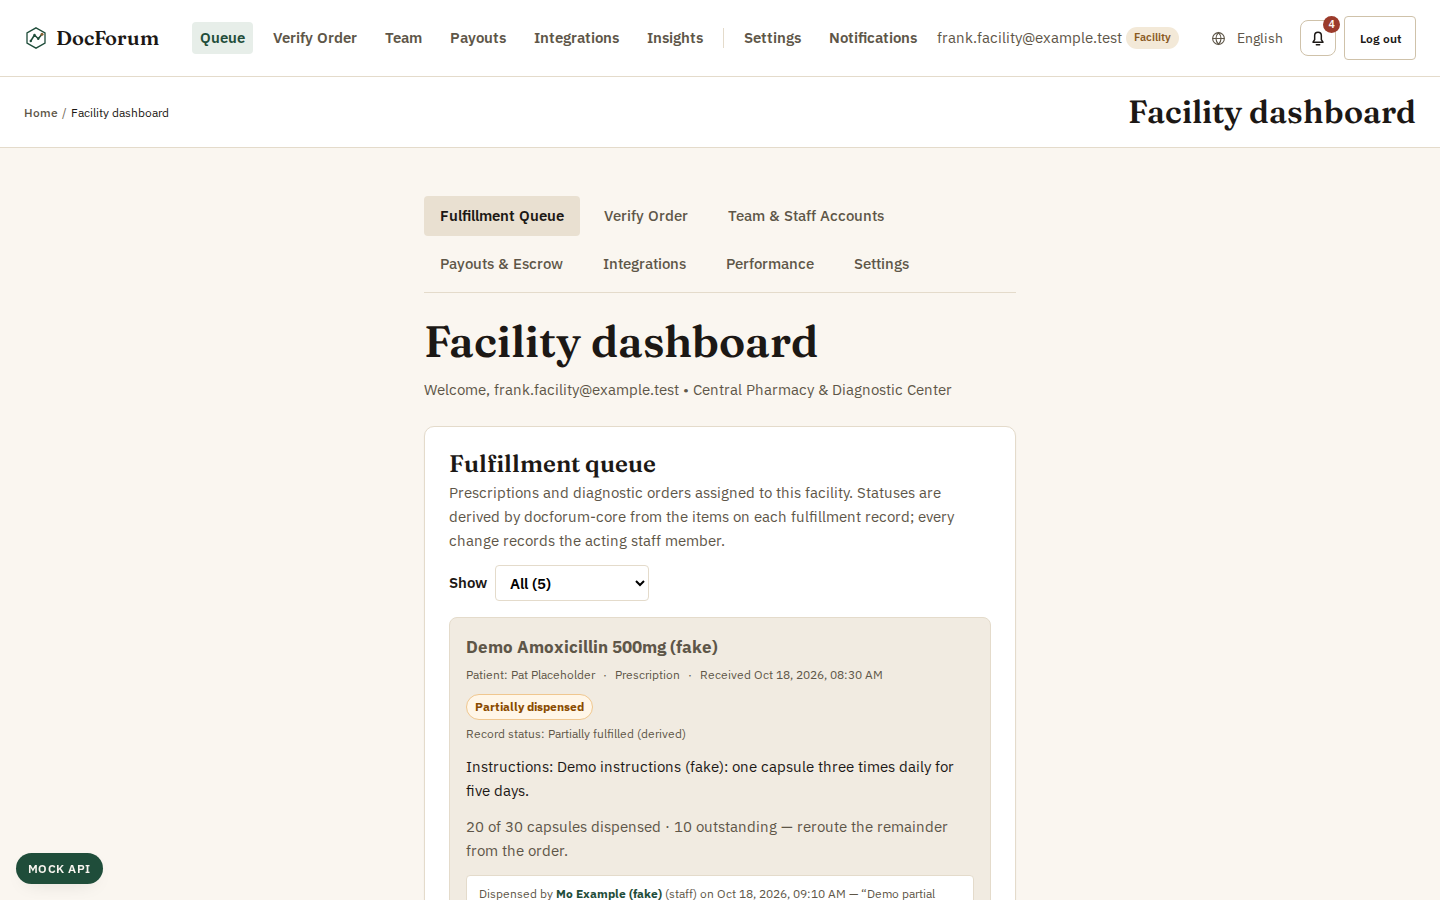 DocForum
Queue Verify Order Team Payouts Integrations Insights Settings Notifications frank.facility@example.test Facility English 4 Log out
Home / Facility dashboard
Facility dashboard
Fulfillment Queue Verify Order Team & Staff Accounts
Payouts & Escrow Integrations Performance Settings
Facility dashboard
Welcome, frank.facility@example.test • Central Pharmacy & Diagnostic Center
Fulfillment queue
Prescriptions and diagnostic orders assigned to this facility. Statuses are
derived by docforum-core from the items on each fulfillment record; every
change records the acting staff member.
Show All (5)
Demo Amoxicillin 500mg (fake)
Patient: Pat Placeholder · Prescription · Received Oct 18, 2026, 08:30 AM
Partially dispensed
Record status: Partially fulfilled (derived)
Instructions: Demo instructions (fake): one capsule three times daily for
five days.
20 of 30 capsules dispensed · 10 outstanding — reroute the remainder
from the order.
Dispensed by Mo Example (fake) (staff) on Oct 18, 2026, 09:10 AM — “Demo partial
MOCK API